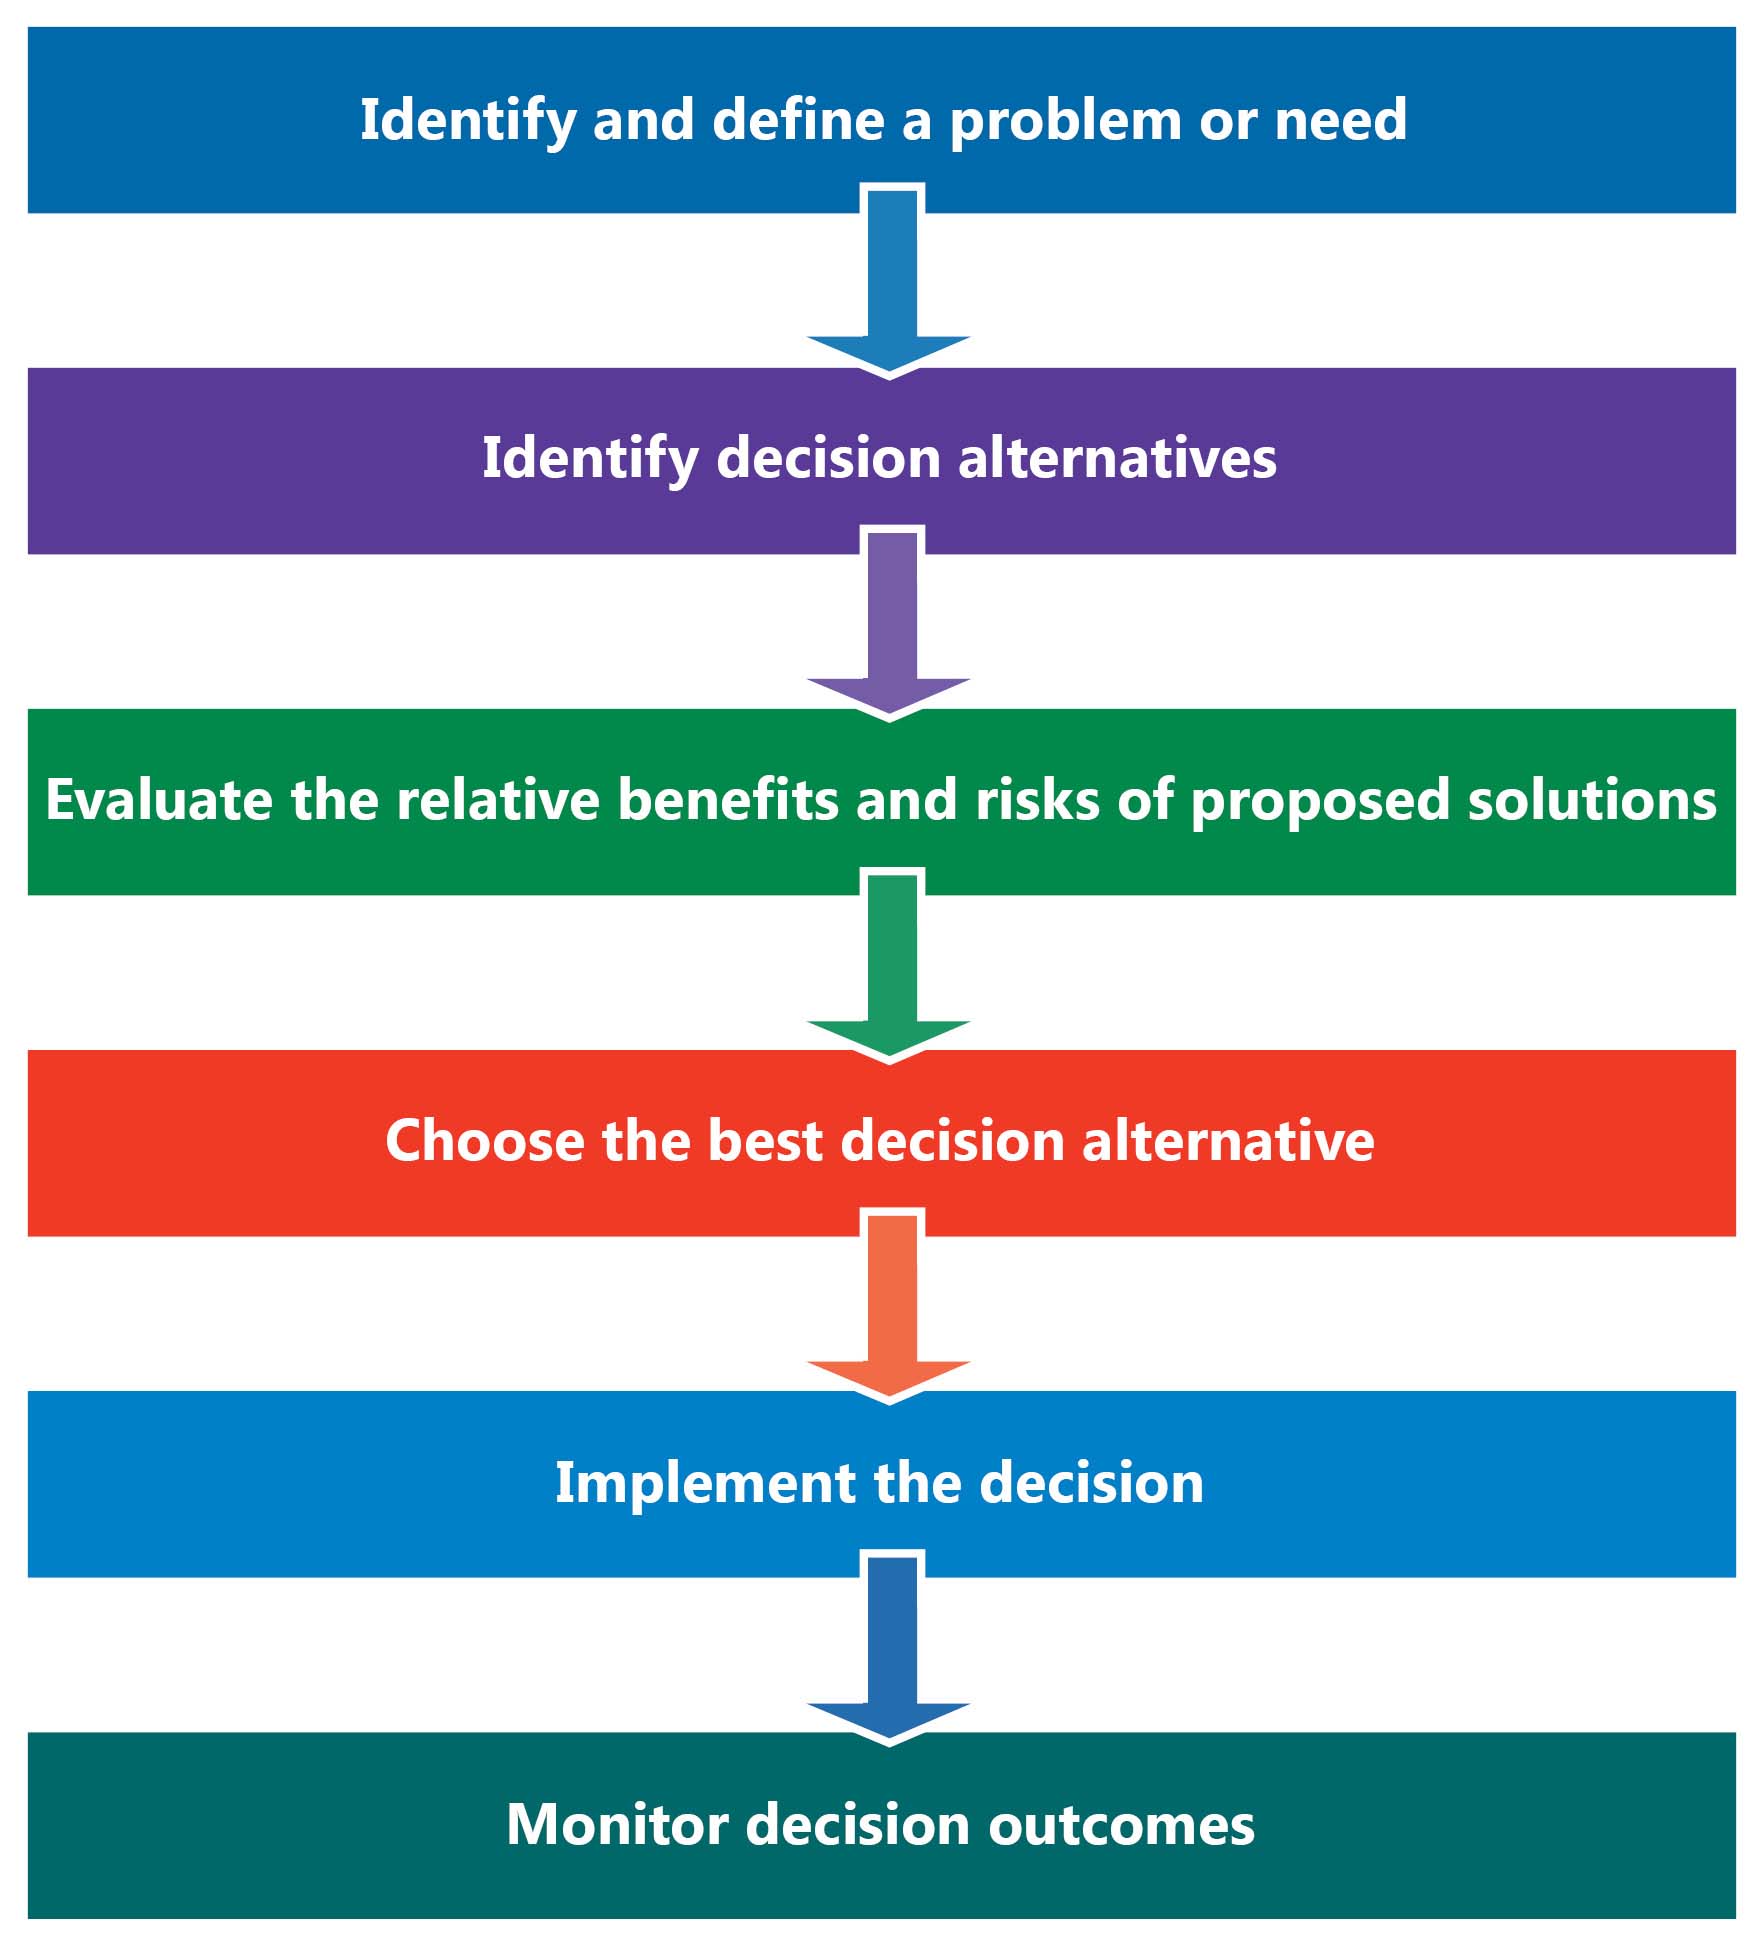 Identify and define a problem or need
Identify decision alternatives
Evaluate the relative benefits and risks of proposed solutions
Choose the best decision alternative
Implement the decision
Monitor decision outcomes